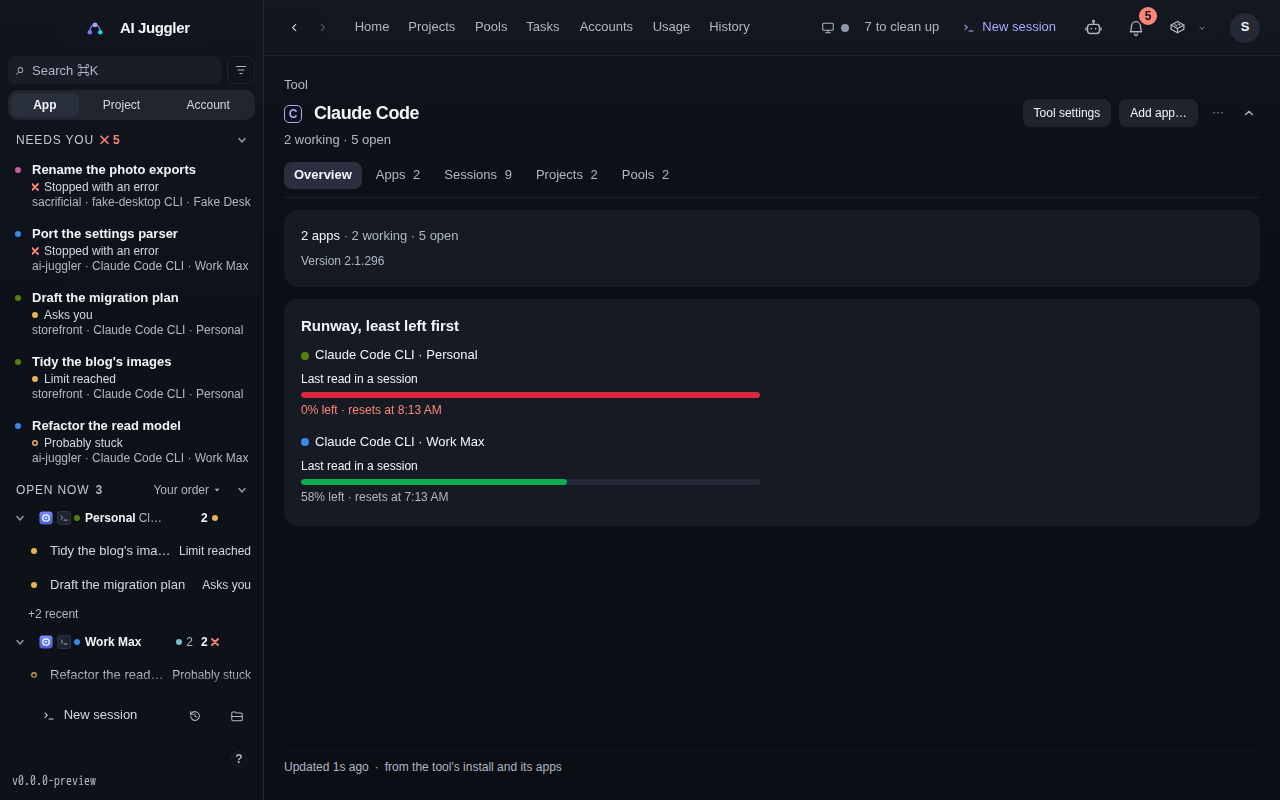 AI Juggler
Search ⌘K
App Project Account
NEEDS YOU 5
Rename the photo exports
Stopped with an error
sacrificial · fake-desktop CLI · Fake Desk
Port the settings parser
Stopped with an error
ai-juggler · Claude Code CLI · Work Max
Draft the migration plan
Asks you
storefront · Claude Code CLI · Personal
Tidy the blog's images
Limit reached
storefront · Claude Code CLI · Personal
Refactor the read model
Probably stuck
ai-juggler · Claude Code CLI · Work Max
OPEN NOW 3 Your order
Personal Cl… 2
Tidy the blog's ima… Limit reached
Draft the migration plan Asks you
+2 recent
Work Max 2 2
Refactor the read… Probably stuck
New session
?
v0.0.0-preview
Home Projects Pools Tasks Accounts Usage History 7 to clean up New session 5 S
Tool
C Claude Code Tool settings Add app… ···
2 working · 5 open
Overview Apps 2 Sessions 9 Projects 2 Pools 2
2 apps · 2 working · 5 open
Version 2.1.296
Runway, least left first
Claude Code CLI · Personal
Last read in a session
0% left · resets at 8:13 AM
Claude Code CLI · Work Max
Last read in a session
58% left · resets at 7:13 AM
Updated 1s ago · from the tool's install and its apps